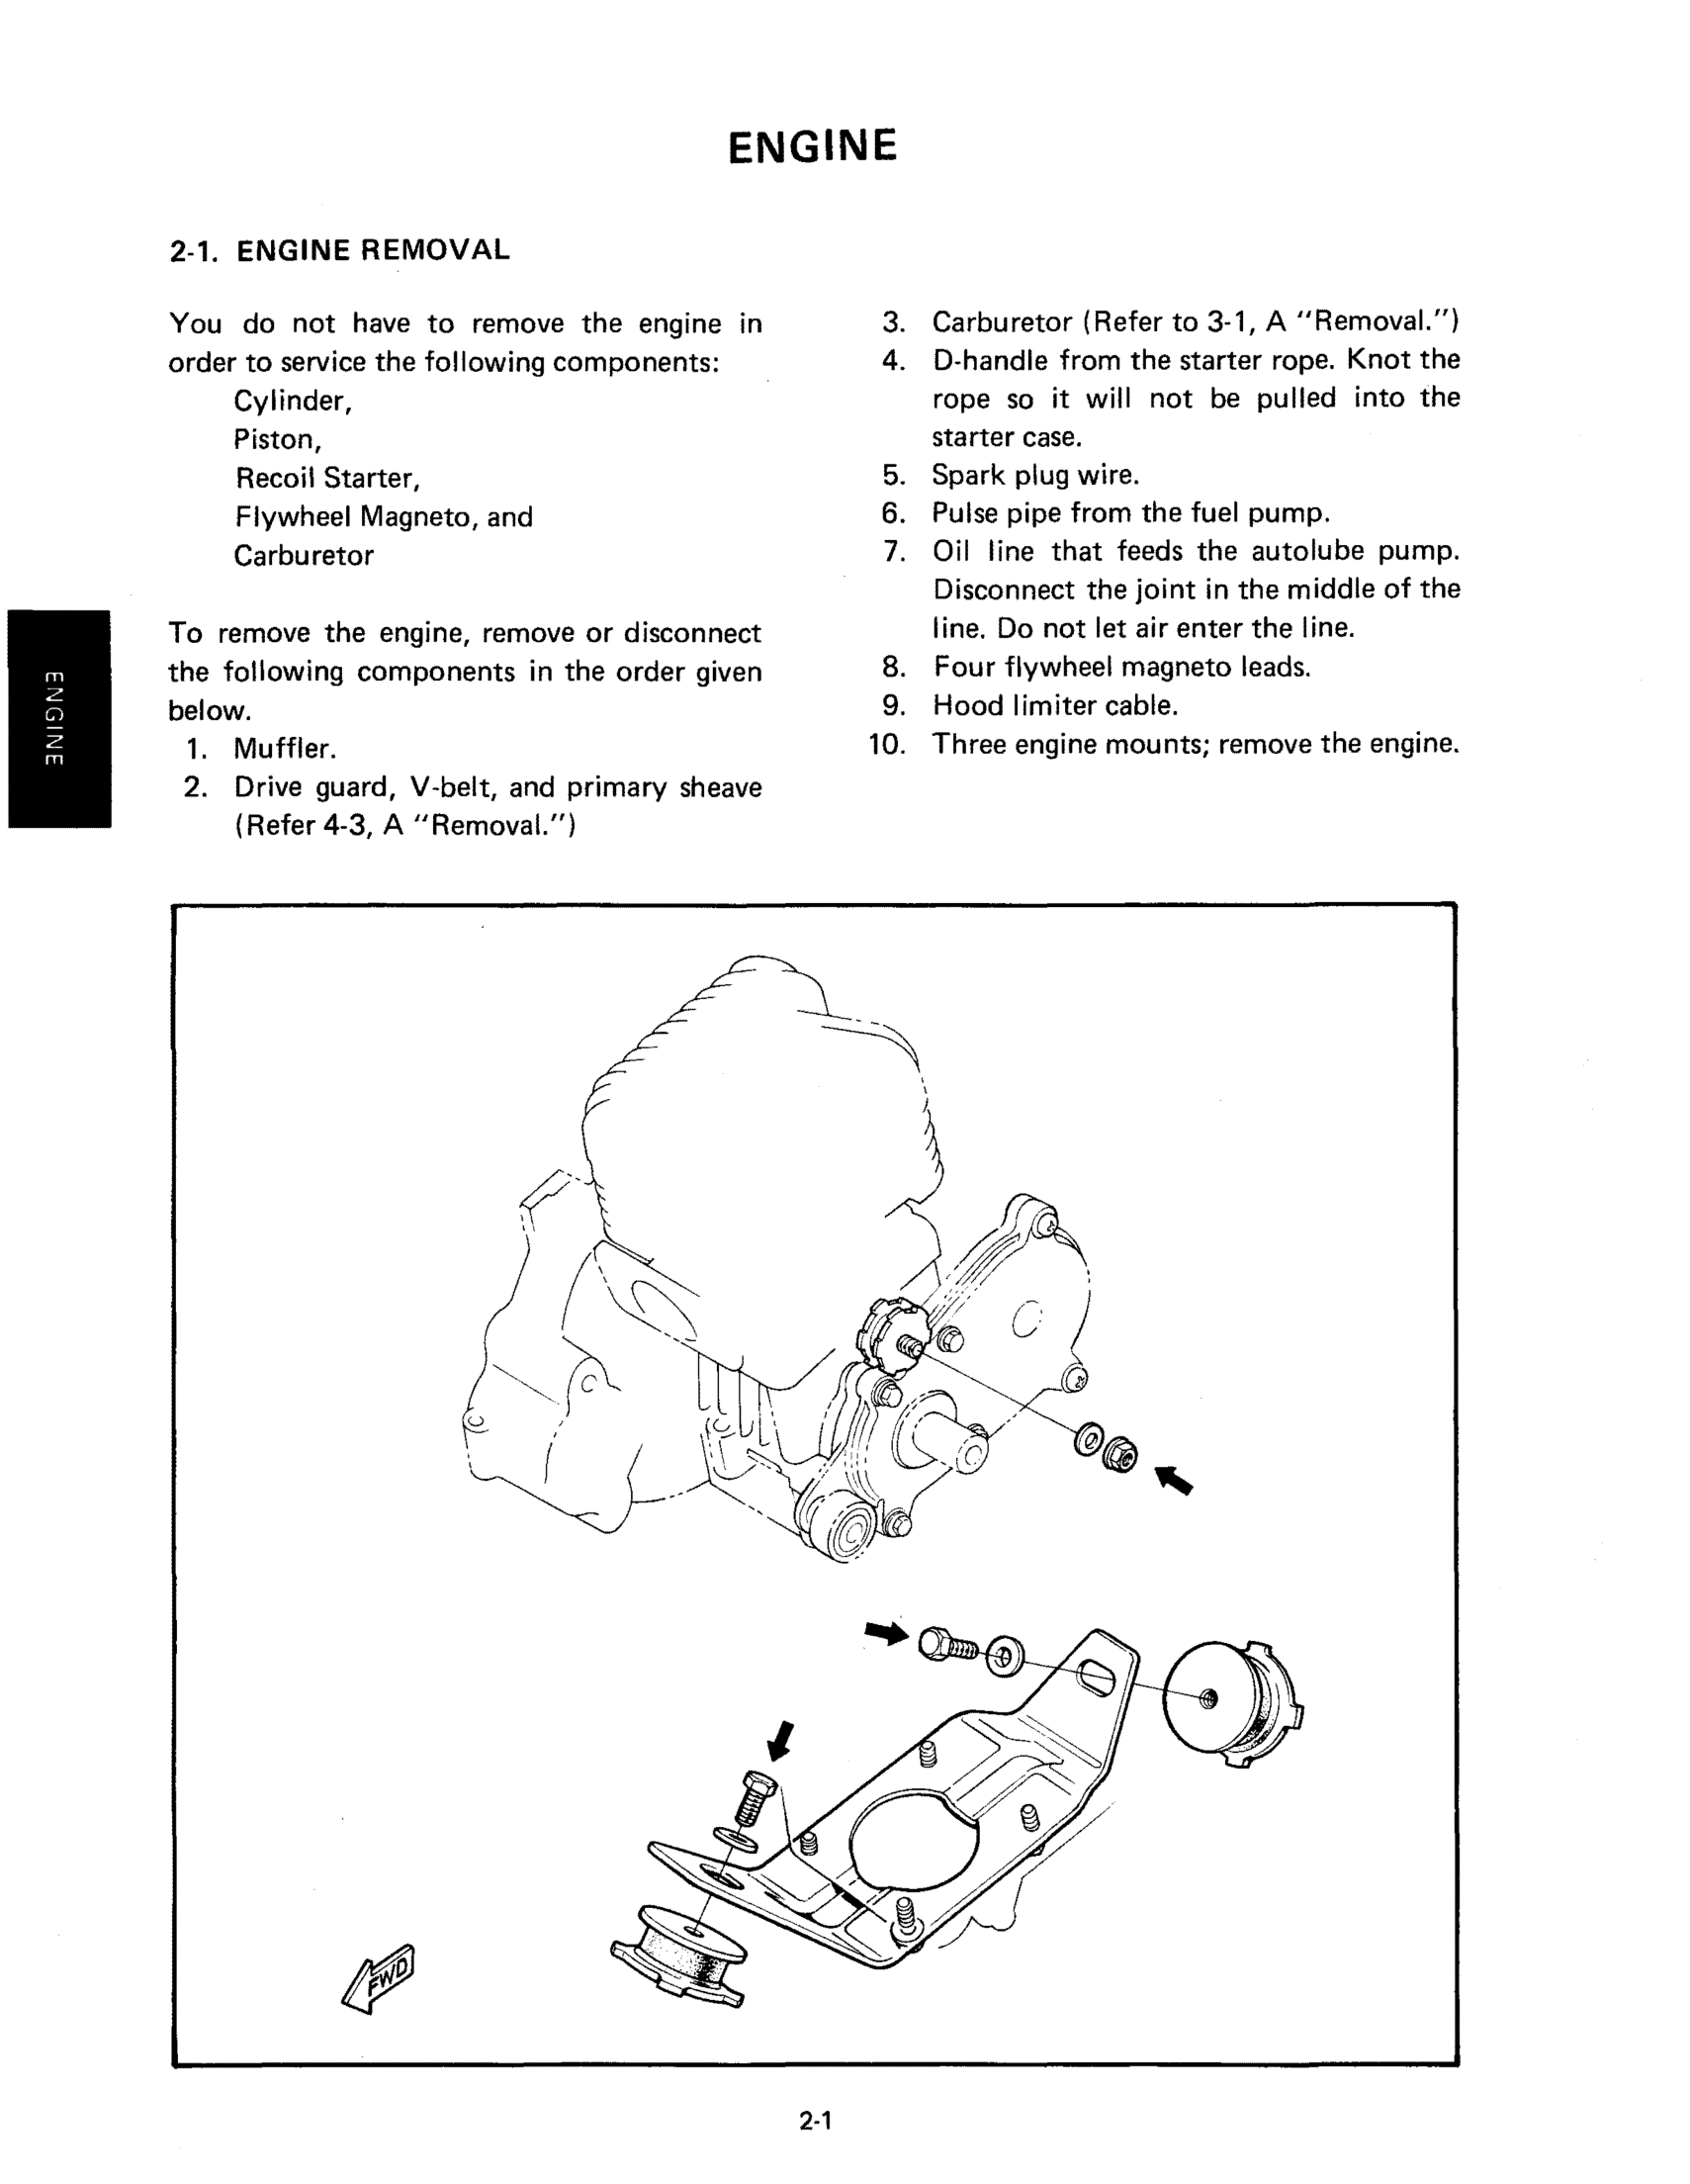 ENGINE
2-1. ENGINE REMOVAL
You do not have to remove the engine in
order to service the following components:
Cylinder,
Piston,
Recoil Starter,
Flywheel Magneto, and
Carburetor
To remove the engine, remove or disconnect
the following components in the order given
below.
1. Muffler.
2. Drive guard, V-belt, and primary sheave
(Refer 4-3, A "Removal.")
3. Carburetor (Refer to 3-1, A "Removal.")
4. D-handle from the starter rope. Knot the
rope so it will not be pulled into the
starter case.
5. Spark plug wire.
6. Pulse pipe from the fuel pump.
7. Oil line that feeds the autolube pump.
Disconnect the joint in the middle of the
line. Do not let air enter the line.
8. Four flywheel magneto leads.
9. Hood limiter cable.
10. Three engine mounts; remove the engine.
ENGINE
FWD
2-1